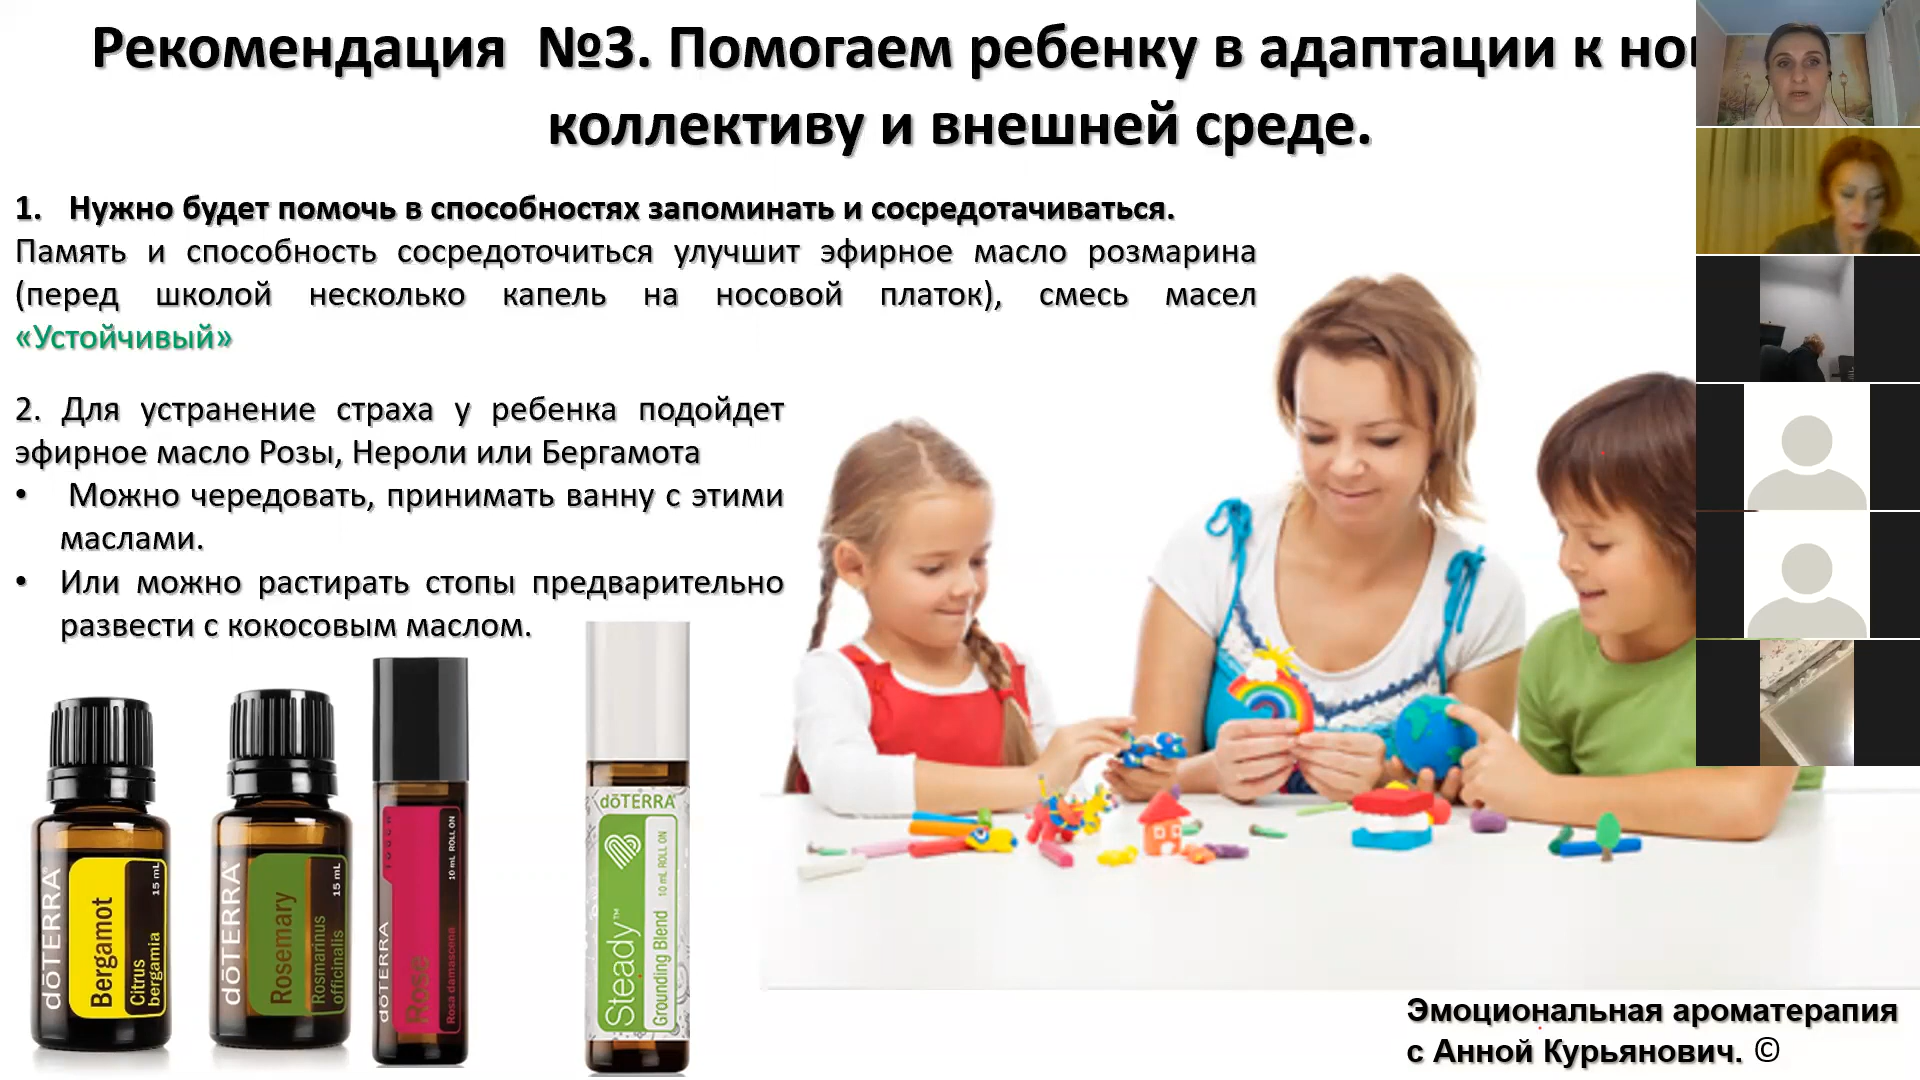 Рекомендация №3. Помогаем ребенку в адаптации к
коллективу и внешней среде.
1. Нужно будет помочь в способностях запоминать и сосредотачиваться.
Память и способность сосредоточиться улучшит эфирное масло розмарина
(перед школой несколько капель на носовой платок), смесь масел
«Устойчивый»
2. Для устранение страха у ребенка подойдет
эфирное масло Розы, Нероли или Бергамота
• Можно чередовать, принимать ванну с этими
маслами.
• Или можно растирать стопы предварительно
развести с кокосовым маслом.
dōTERRA®
Bergamot
Citrus
bergamia
15 mL
dōTERRA
Rosemary
Rosmarinus
officinalis
15 mL
dōTERRA
TOUCH
Rose
Rosa damascena
10 mL ROLL ON
dōTERRA
Steady™
Grounding Blend
10 mL ROLL ON
Эмоциональная ароматерапия
с Анной Курьянович. ©